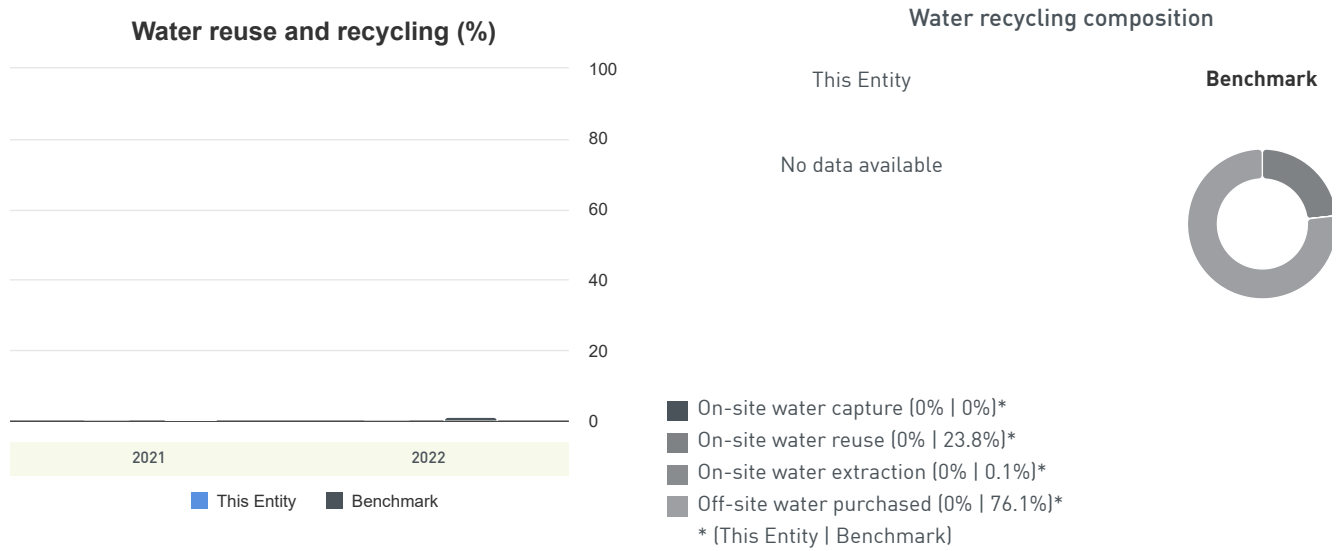 Water reuse and recycling (%)
100
80
60
40
20
0
2021
2022
This Entity
Benchmark
Water recycling composition
This Entity
Benchmark
No data available
On-site water capture (0% | 0%)*
On-site water reuse (0% | 23.8%)*
On-site water extraction (0% | 0.1%)*
Off-site water purchased (0% | 76.1%)*
* (This Entity | Benchmark)